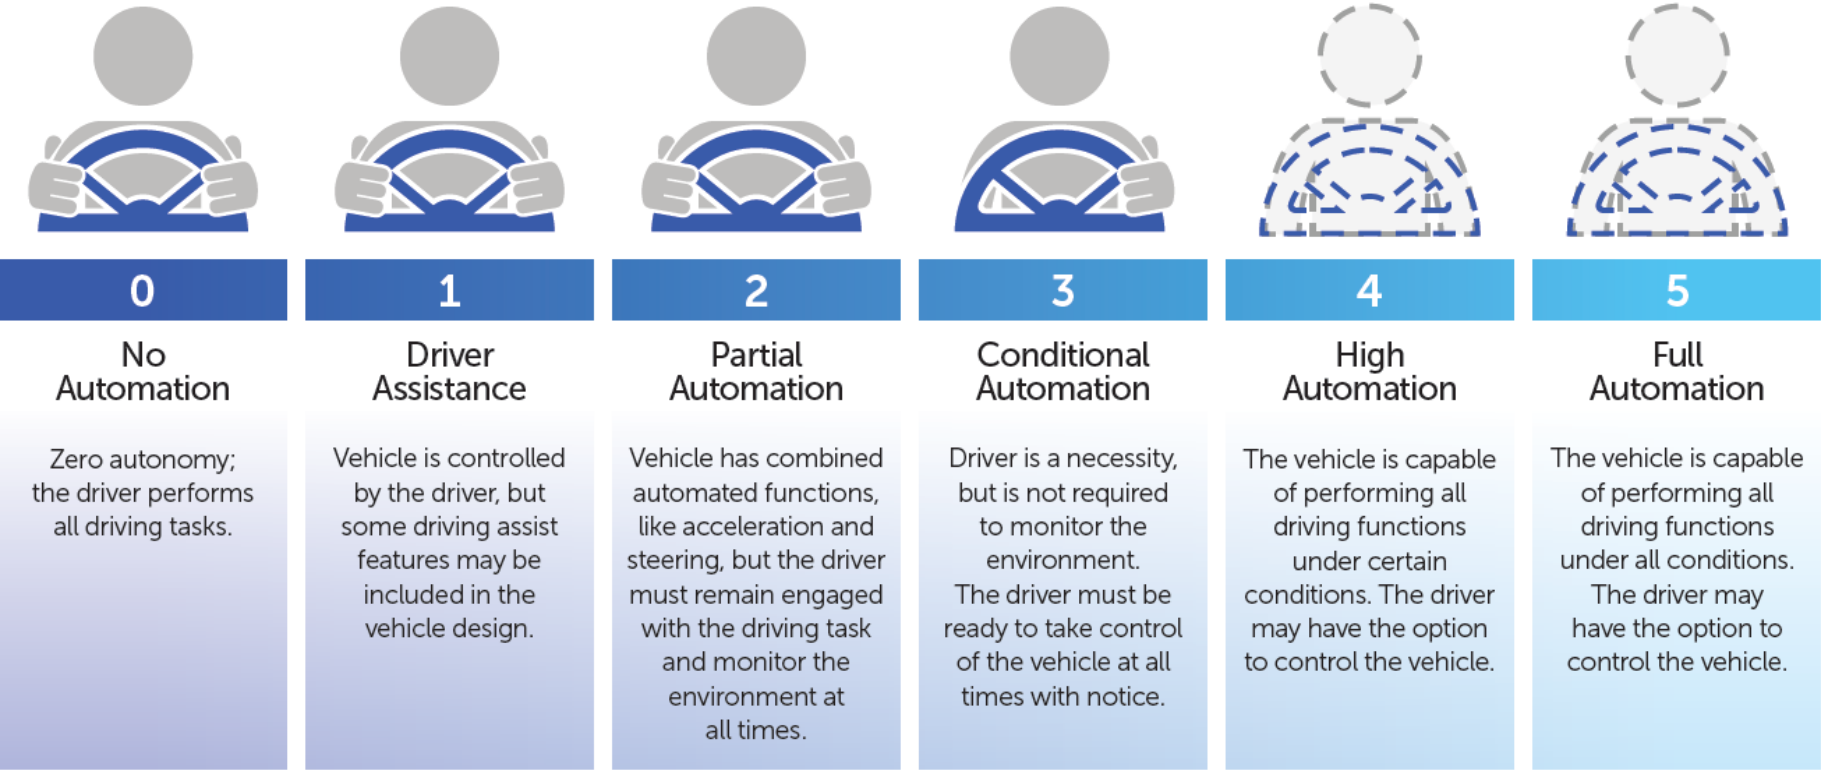 0
No
Automation
Zero autonomy;
the driver performs
all driving tasks.
1
Driver
Assistance
Vehicle is controlled
by the driver, but
some driving assist
features may be
included in the
vehicle design.
2
Partial
Automation
Vehicle has combined
automated functions,
like acceleration and
steering, but the driver
must remain engaged
with the driving task
and monitor the
environment at
all times.
3
Conditional
Automation
Driver is a necessity,
but is not required
to monitor the
environment.
The driver must be
ready to take control
of the vehicle at all
times with notice.
4
High
Automation
The vehicle is capable
of performing all
driving functions
under certain
conditions. The driver
may have the option
to control the vehicle.
5
Full
Automation
The vehicle is capable
of performing all
driving functions
under all conditions.
The driver may
have the option to
control the vehicle.